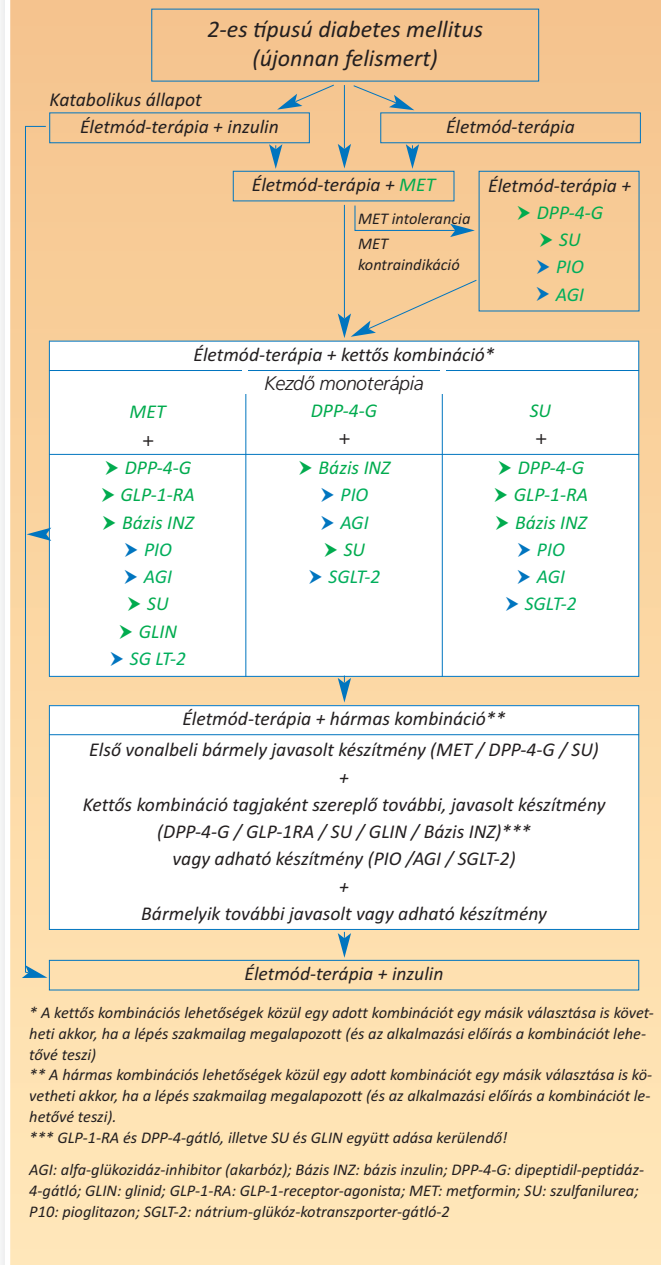 2-es típusú diabetes mellitus
(újonnan felismert)
Katabolikus állapot
Életmód-terápia + inzulin
Életmód-terápia
Életmód-terápia + MET
MET intolerancia
MET
kontraindikáció
Életmód-terápia +
➤ DPP-4-G
➤ SU
➤ PIO
➤ AGI
Életmód-terápia + kettős kombináció*
Kezdő monoterápia
MET
+
➤ DPP-4-G
➤ GLP-1-RA
➤ Bázis INZ
➤ PIO
➤ AGI
➤ SU
➤ GLIN
➤ SG LT-2
DPP-4-G
+
➤ Bázis INZ
➤ PIO
➤ AGI
➤ SU
➤ SGLT-2
SU
+
➤ DPP-4-G
➤ GLP-1-RA
➤ Bázis INZ
➤ PIO
➤ AGI
➤ SGLT-2
Életmód-terápia + hármas kombináció**
Első vonalbeli bármely javasolt készítmény (MET / DPP-4-G / SU)
+
Kettős kombináció tagjaként szereplő további, javasolt készítmény
(DPP-4-G / GLP-1RA / SU / GLIN / Bázis INZ)***
vagy adható készítmény (PIO /AGI / SGLT-2)
+
Bármelyik további javasolt vagy adható készítmény
Életmód-terápia + inzulin
* A kettős kombinációs lehetőségek közül egy adott kombinációt egy másik választása is követ-
heti akkor, ha a lépés szakmailag megalapozott (és az alkalmazási előírás a kombinációt lehe-
tővé teszi)
** A hármas kombinációs lehetőségek közül egy adott kombinációt egy másik választása is kö-
vetheti akkor, ha a lépés szakmailag megalapozott (és az alkalmazási előírás a kombinációt le-
hetővé teszi).
*** GLP-1-RA és DPP-4-gátló, illetve SU és GLIN együtt adása kerülendő!
AGI: alfa-glükozidáz-inhibitor (akarbóz); Bázis INZ: bázis inzulin; DPP-4-G: dipeptidil-peptidáz-
4-gátló; GLIN: glinid; GLP-1-RA: GLP-1-receptor-agonista; MET: metformin; SU: szulfanilurea;
P10: pioglitazon; SGLT-2: nátrium-glükóz-kotranszporter-gátló-2